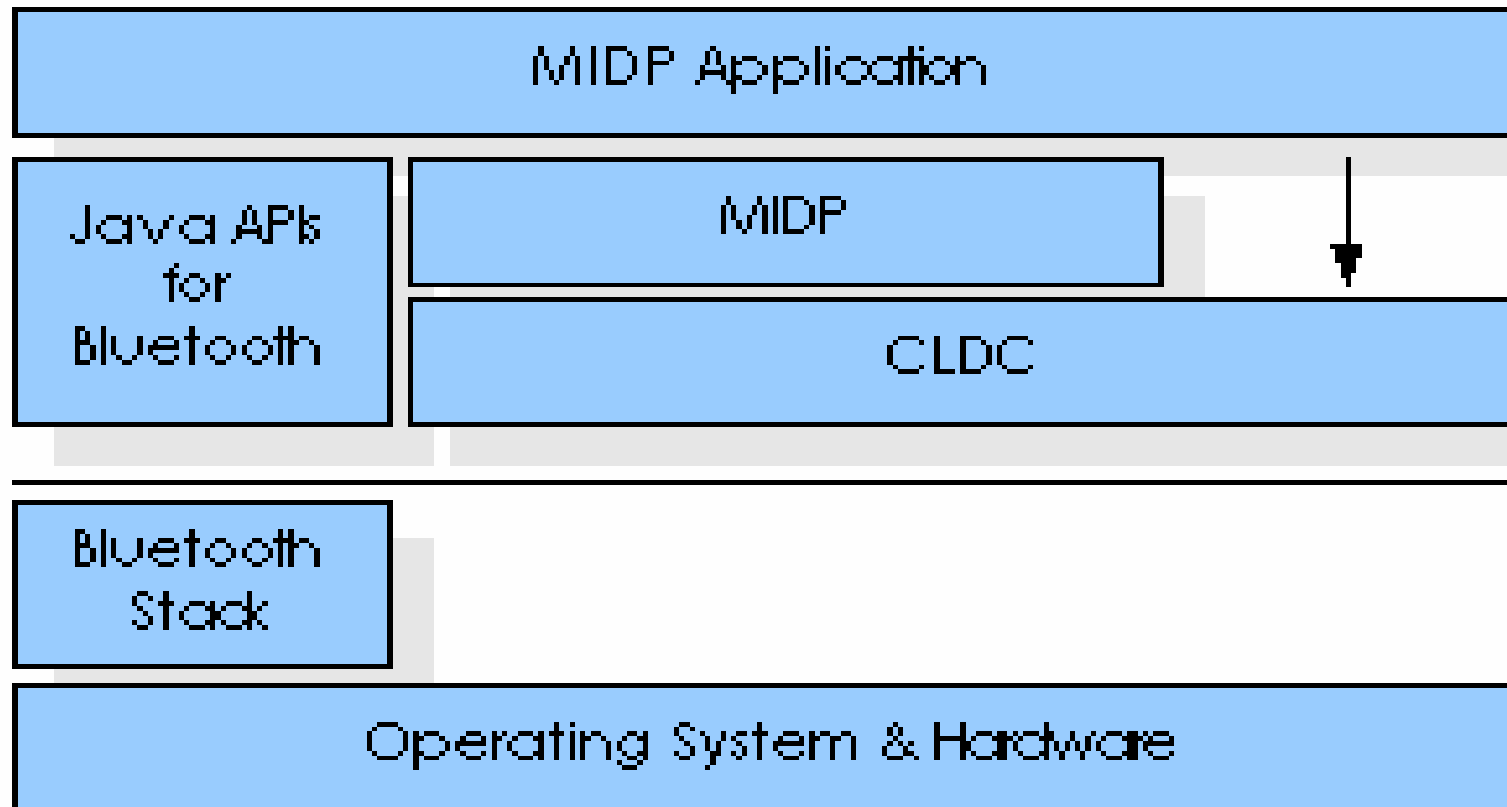 MIDP Application
Java APIs
for
Bluetooth
MIDP
CLDC
Bluetooth
Stack
Operating System & Hardware